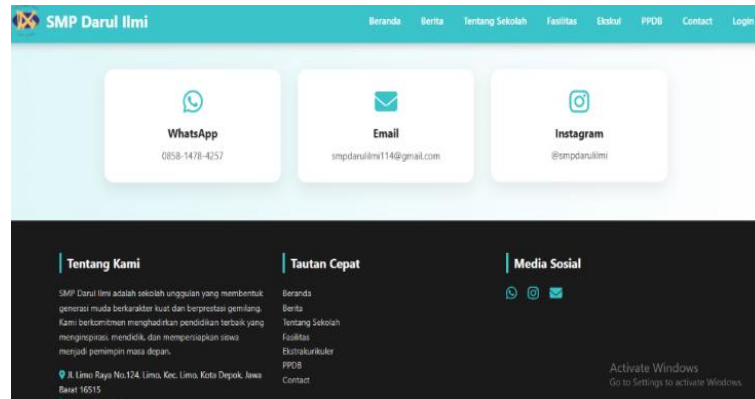 SMP Darul Ilmi
Beranda Berita Tentang Sekolah Fasilitas Ekskul PPDB Contact Login
WhatsApp
0858-1478-4257
Email
smpdarulilmi114@gmail.com
Instagram
@smpdarulilmi
Tentang Kami
SMP Darul Ilmi adalah sekolah unggulan yang membentuk
generasi muda berkarakter kuat dan berprestasi gemilang.
Kami berkomitmen menghadirkan pendidikan terbaik yang
menginspirasi, mendidik, dan mempersiapkan siswa
menjadi pemimpin masa depan.
Jl. Limo Raya No.124, Limo, Kec. Limo, Kota Depok, Jawa
Barat 16515
Tautan Cepat
Beranda
Berita
Tentang Sekolah
Fasilitas
Ekstrakurikuler
PPDB
Contact
Media Sosial
Activate Windows
Go to Settings to activate Windows.